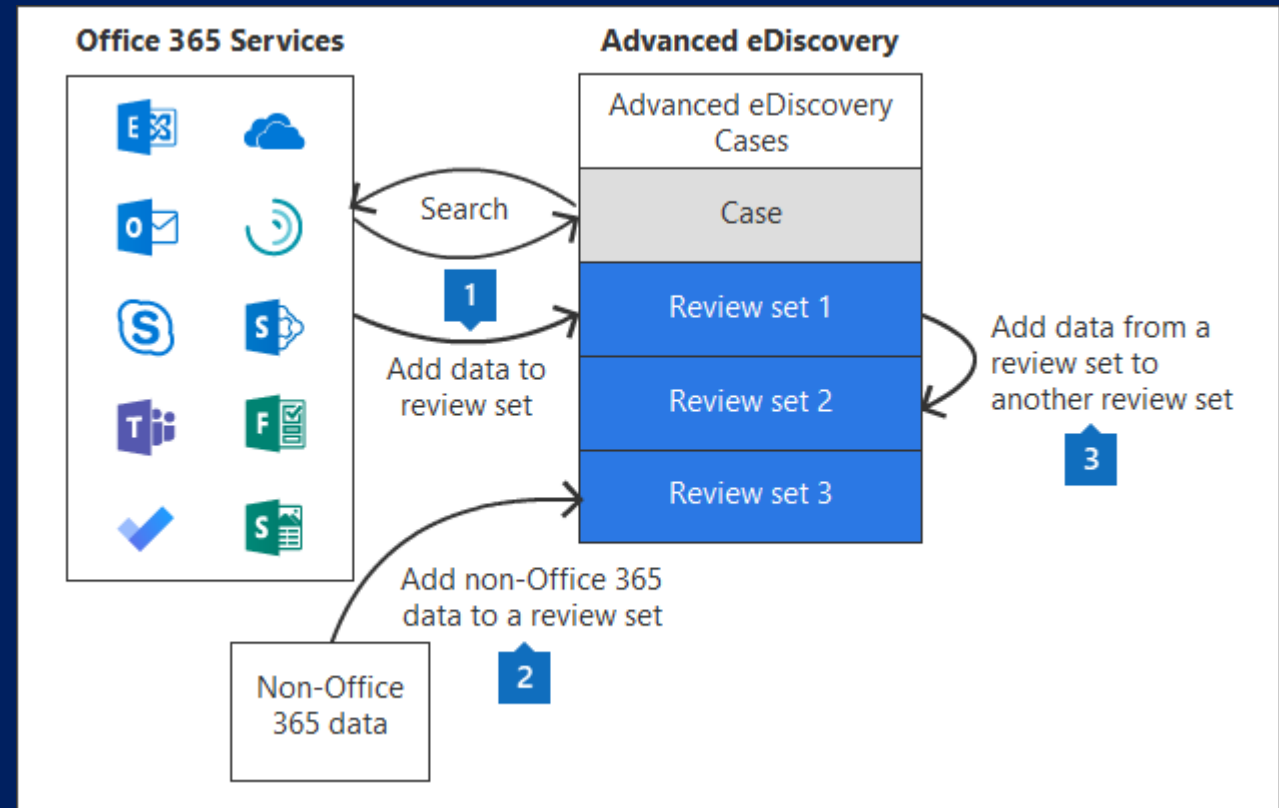 Office 365 Services
Advanced eDiscovery
Advanced eDiscovery
Cases
E
Search
Case
O
1
Review set 1
S
S
Add data to
review set
Add data from a
review set to
another review set
Review set 2
T
F
3
Review set 3
S
Add non-Office 365
data to a review set
2
Non-Office
365 data